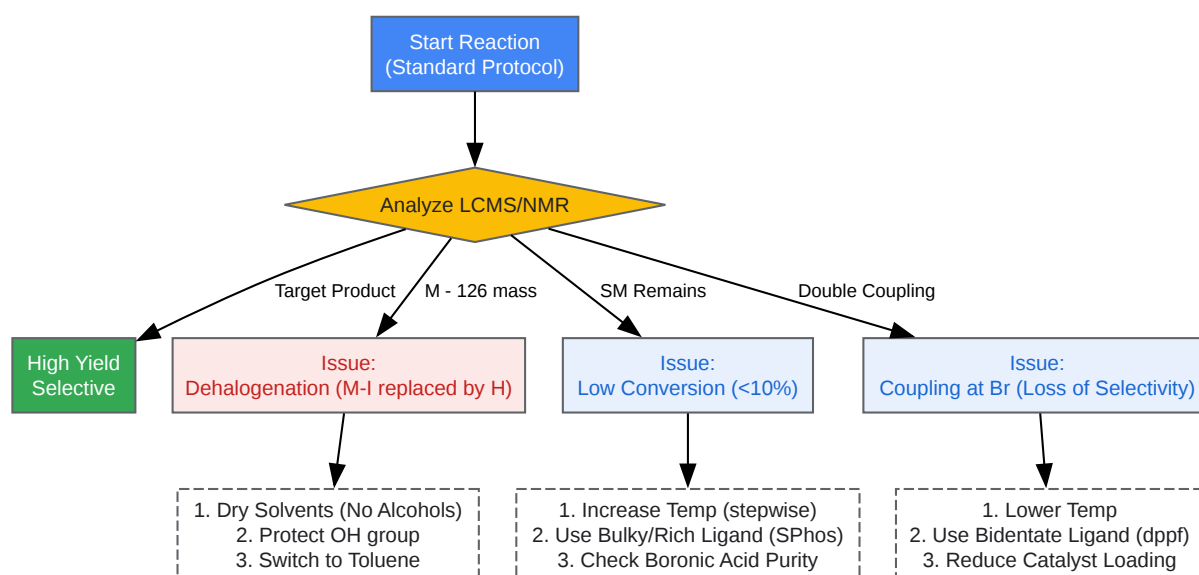 Start Reaction
(Standard Protocol)
Analyze LCMS/NMR
Target Product
M - 126 mass
SM Remains
Double Coupling
High Yield
Selective
Issue:
Dehalogenation (M-I replaced by H)
Issue:
Low Conversion (<10%)
Issue:
Coupling at Br (Loss of Selectivity)
1. Dry Solvents (No Alcohols)
2. Protect OH group
3. Switch to Toluene
1. Increase Temp (stepwise)
2. Use Bulky/Rich Ligand (SPhos)
3. Check Boronic Acid Purity
1. Lower Temp
2. Use Bidentate Ligand (dppf)
3. Reduce Catalyst Loading